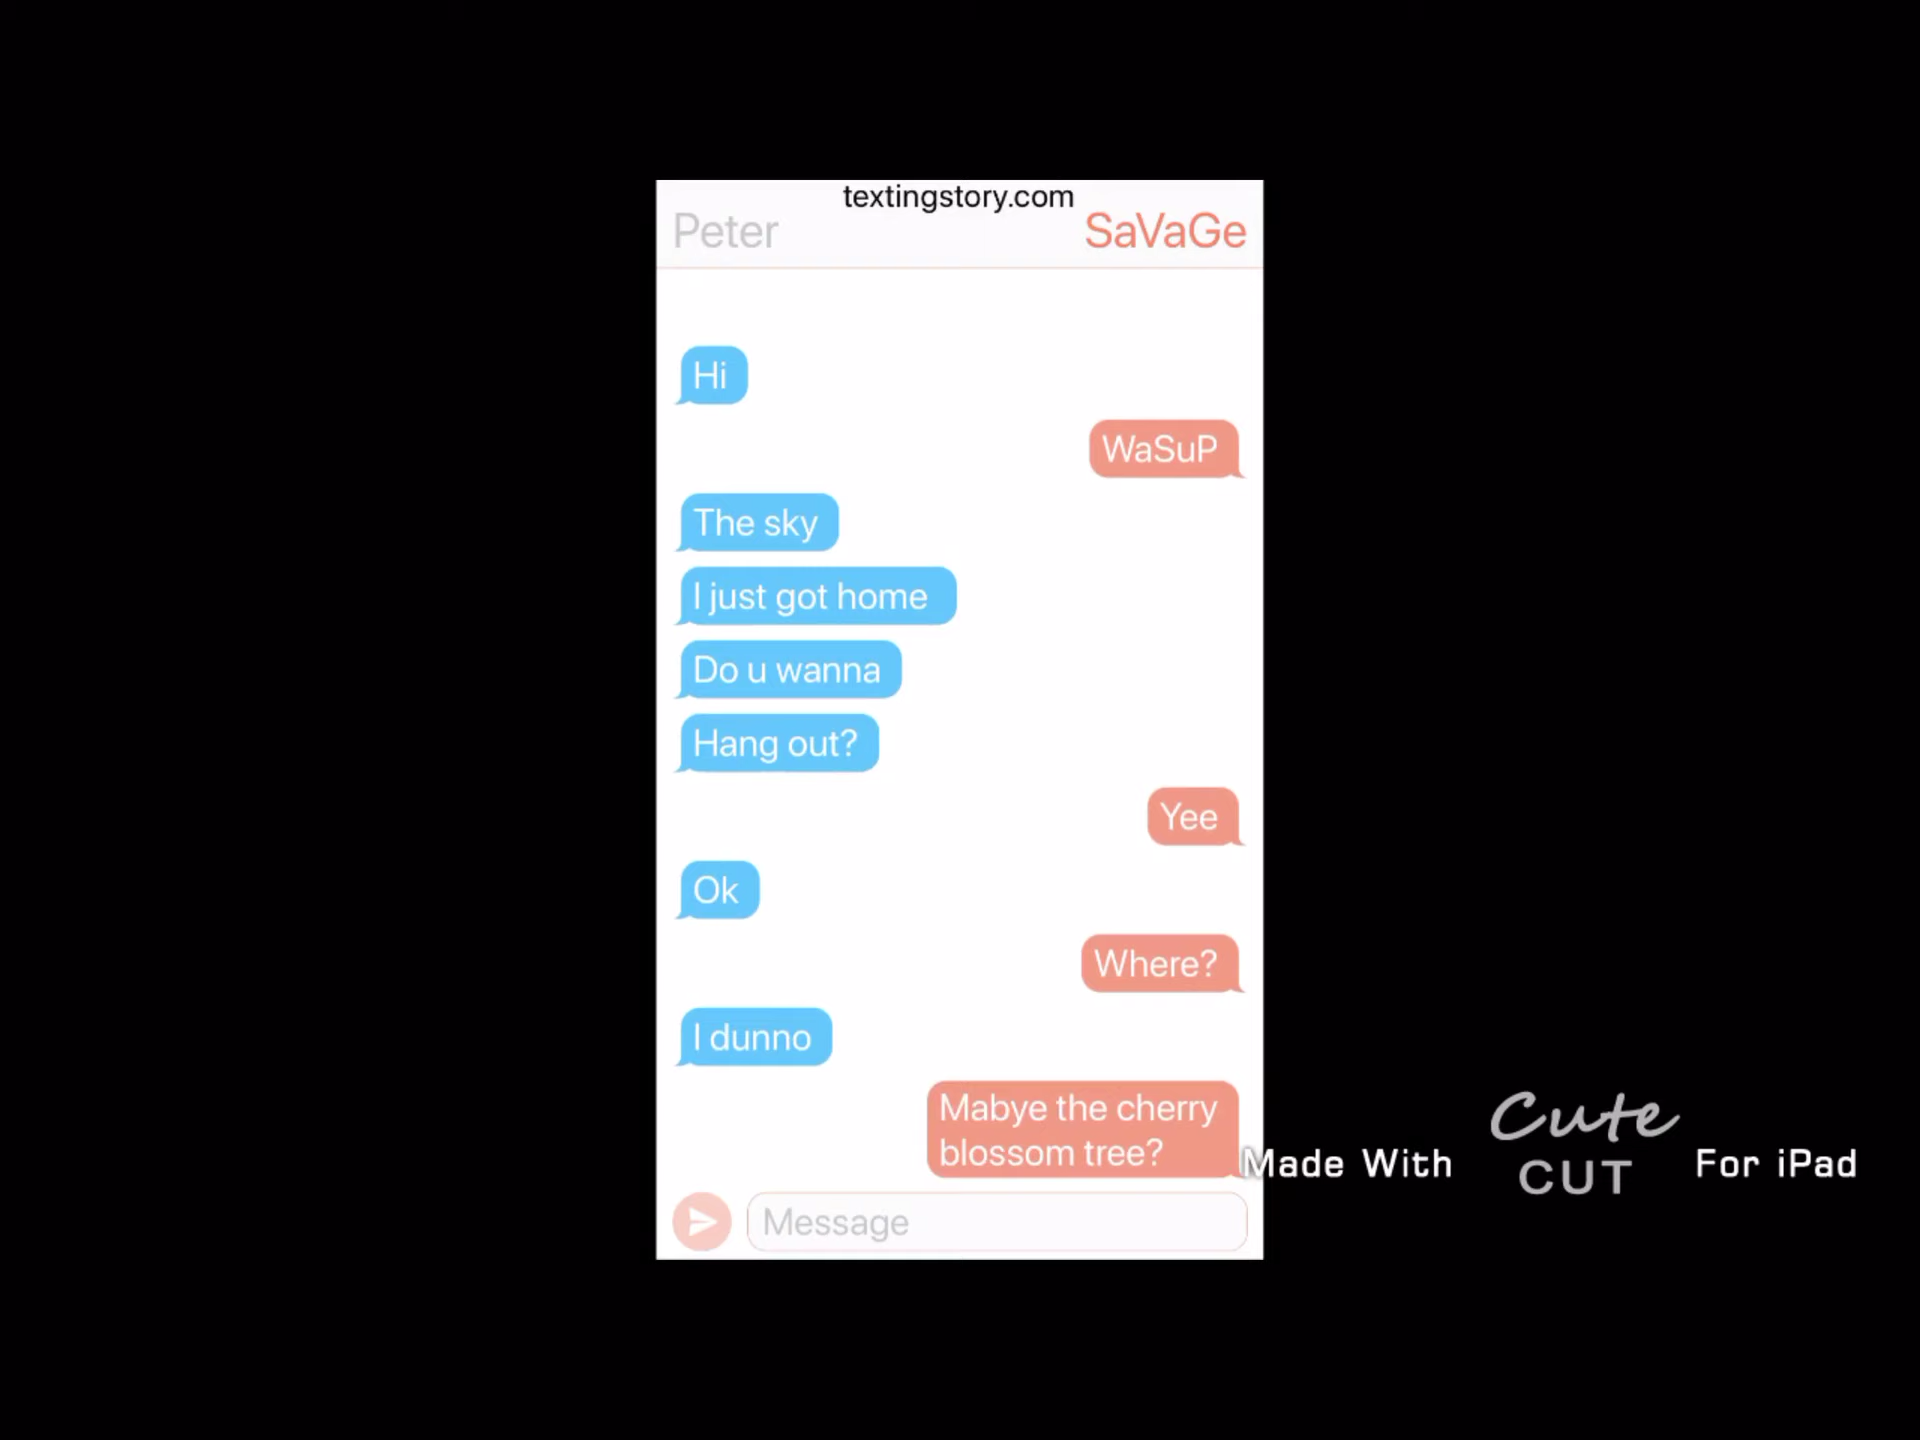 textingstory.com
Peter
SaVaGe
Hi
WaSuP
The sky
I just got home
Do u wanna
Hang out?
Yee
Ok
Where?
I dunno
Mabye the cherry
blossom tree?
Made With Cute CUT For iPad
Message